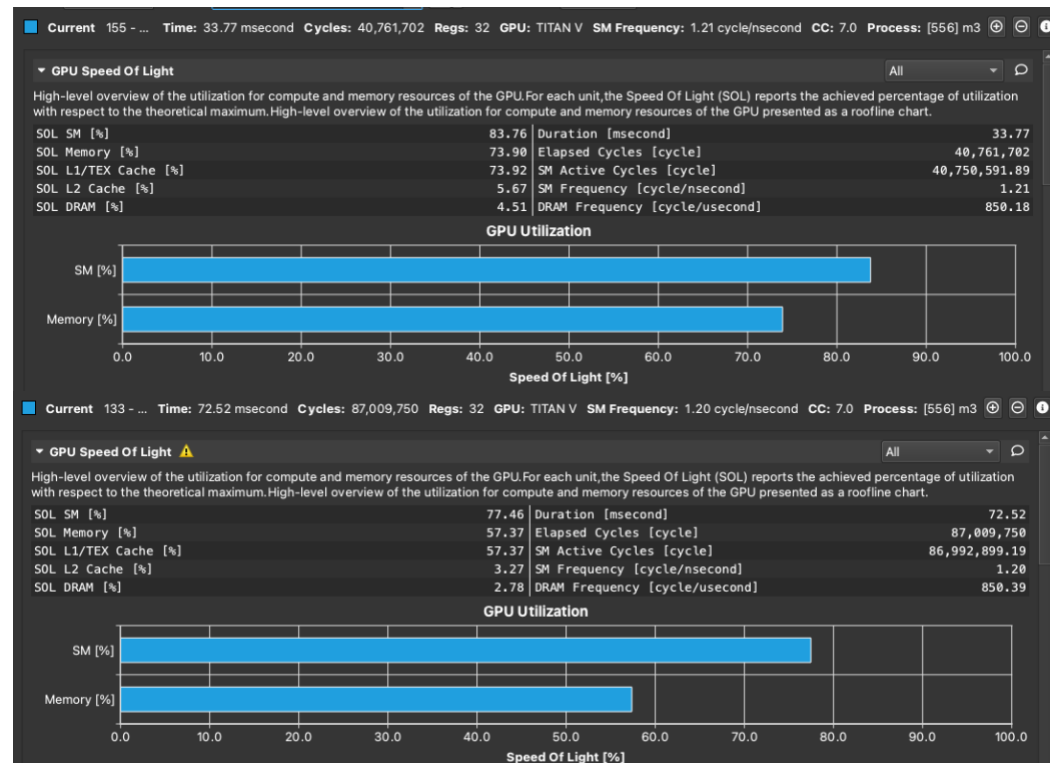 Current 155 - ... Time: 33.77 msecond Cycles: 40,761,702 Regs: 32 GPU: TITAN V SM Frequency: 1.21 cycle/nsecond CC: 7.0 Process: [556] m3
GPU Speed Of Light All
High-level overview of the utilization for compute and memory resources of the GPU.For each unit,the Speed Of Light (SOL) reports the achieved percentage of utilization
with respect to the theoretical maximum.High-level overview of the utilization for compute and memory resources of the GPU presented as a roofline chart.
SOL SM [%] 83.76 Duration [msecond] 33.77
SOL Memory [%] 73.90 Elapsed Cycles [cycle] 40,761,702
SOL L1/TEX Cache [%] 73.92 SM Active Cycles [cycle] 40,750,591.89
SOL L2 Cache [%] 5.67 SM Frequency [cycle/nsecond] 1.21
SOL DRAM [%] 4.51 DRAM Frequency [cycle/usecond] 850.18
GPU Utilization
SM [%]
Memory [%]
0.0 10.0 20.0 30.0 40.0 50.0 60.0 70.0 80.0 90.0 100.0
Speed Of Light [%]
Current 133 - ... Time: 72.52 msecond Cycles: 87,009,750 Regs: 32 GPU: TITAN V SM Frequency: 1.20 cycle/nsecond CC: 7.0 Process: [556] m3
GPU Speed Of Light All
High-level overview of the utilization for compute and memory resources of the GPU.For each unit,the Speed Of Light (SOL) reports the achieved percentage of utilization
with respect to the theoretical maximum.High-level overview of the utilization for compute and memory resources of the GPU presented as a roofline chart.
SOL SM [%] 77.46 Duration [msecond] 72.52
SOL Memory [%] 57.37 Elapsed Cycles [cycle] 87,009,750
SOL L1/TEX Cache [%] 57.37 SM Active Cycles [cycle] 86,992,899.19
SOL L2 Cache [%] 3.27 SM Frequency [cycle/nsecond] 1.20
SOL DRAM [%] 2.78 DRAM Frequency [cycle/usecond] 850.39
GPU Utilization
SM [%]
Memory [%]
0.0 10.0 20.0 30.0 40.0 50.0 60.0 70.0 80.0 90.0 100.0
Speed Of Light [%]